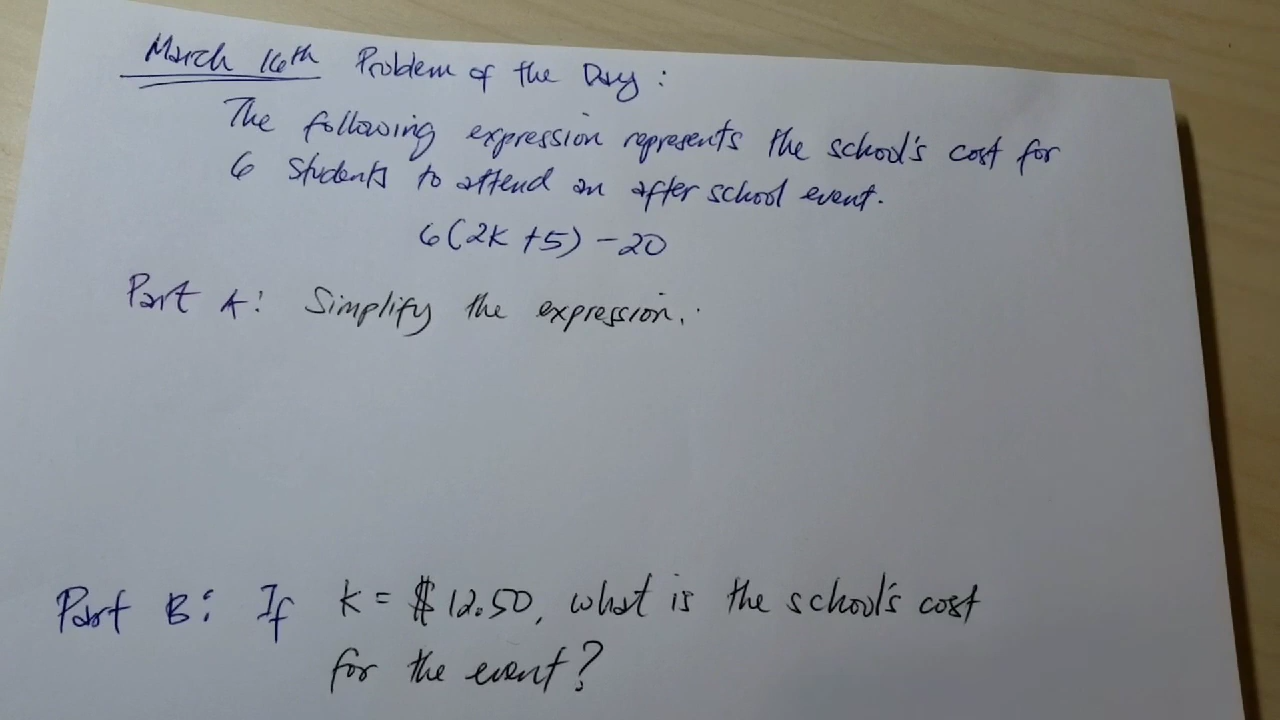 March 16th Problem of the Day:
The following expression represents the school's cost for
6 students to attend an after school event.
6(2k+5)-20
Part A: Simplify the expression.
Part B: If k = $12.50, what is the school's cost
for the event?